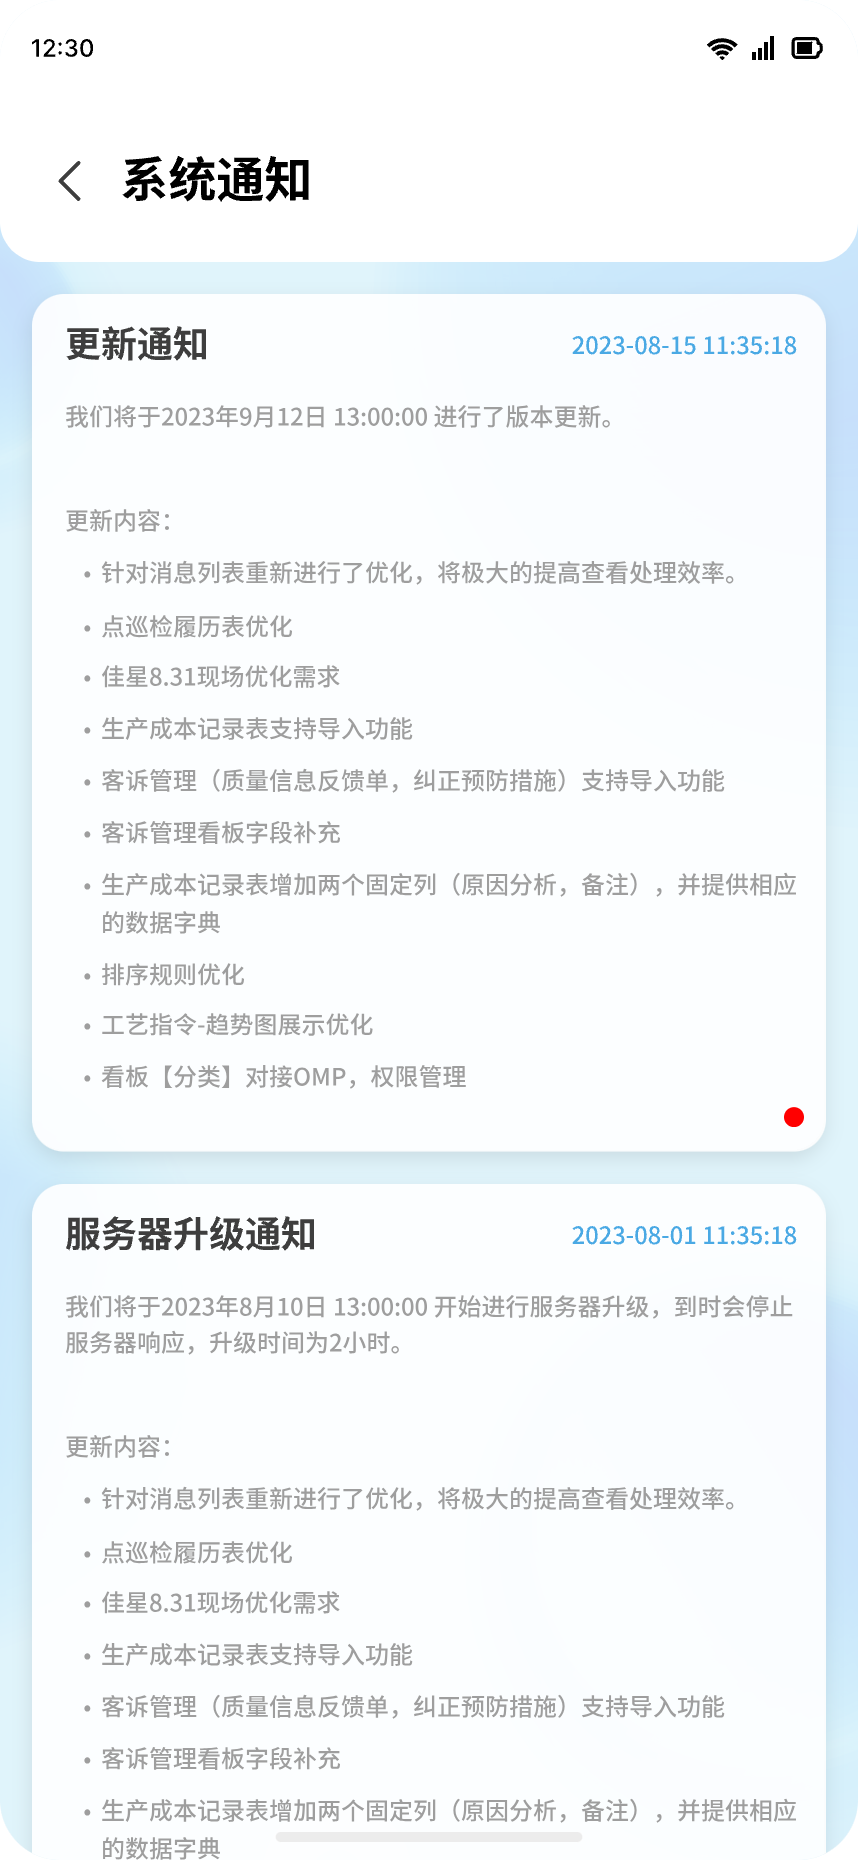 12:30
系统通知
更新通知
2023-08-15 11:35:18
我们将于2023年9月12日 13:00:00 进行了版本更新。
更新内容：
• 针对消息列表重新进行了优化，将极大的提高查看处理效率。
• 点巡检履历表优化
• 佳星8.31现场优化需求
• 生产成本记录表支持导入功能
• 客诉管理（质量信息反馈单，纠正预防措施）支持导入功能
• 客诉管理看板字段补充
• 生产成本记录表增加两个固定列（原因分析，备注），并提供相应
的数据字典
• 排序规则优化
• 工艺指令-趋势图展示优化
• 看板【分类】对接OMP，权限管理
服务器升级通知
2023-08-01 11:35:18
我们将于2023年8月10日 13:00:00 开始进行服务器升级，到时会停止
服务器响应，升级时间为2小时。
更新内容：
• 针对消息列表重新进行了优化，将极大的提高查看处理效率。
• 点巡检履历表优化
• 佳星8.31现场优化需求
• 生产成本记录表支持导入功能
• 客诉管理（质量信息反馈单，纠正预防措施）支持导入功能
• 客诉管理看板字段补充
• 生产成本记录表增加两个固定列（原因分析，备注），并提供相应
的数据字典